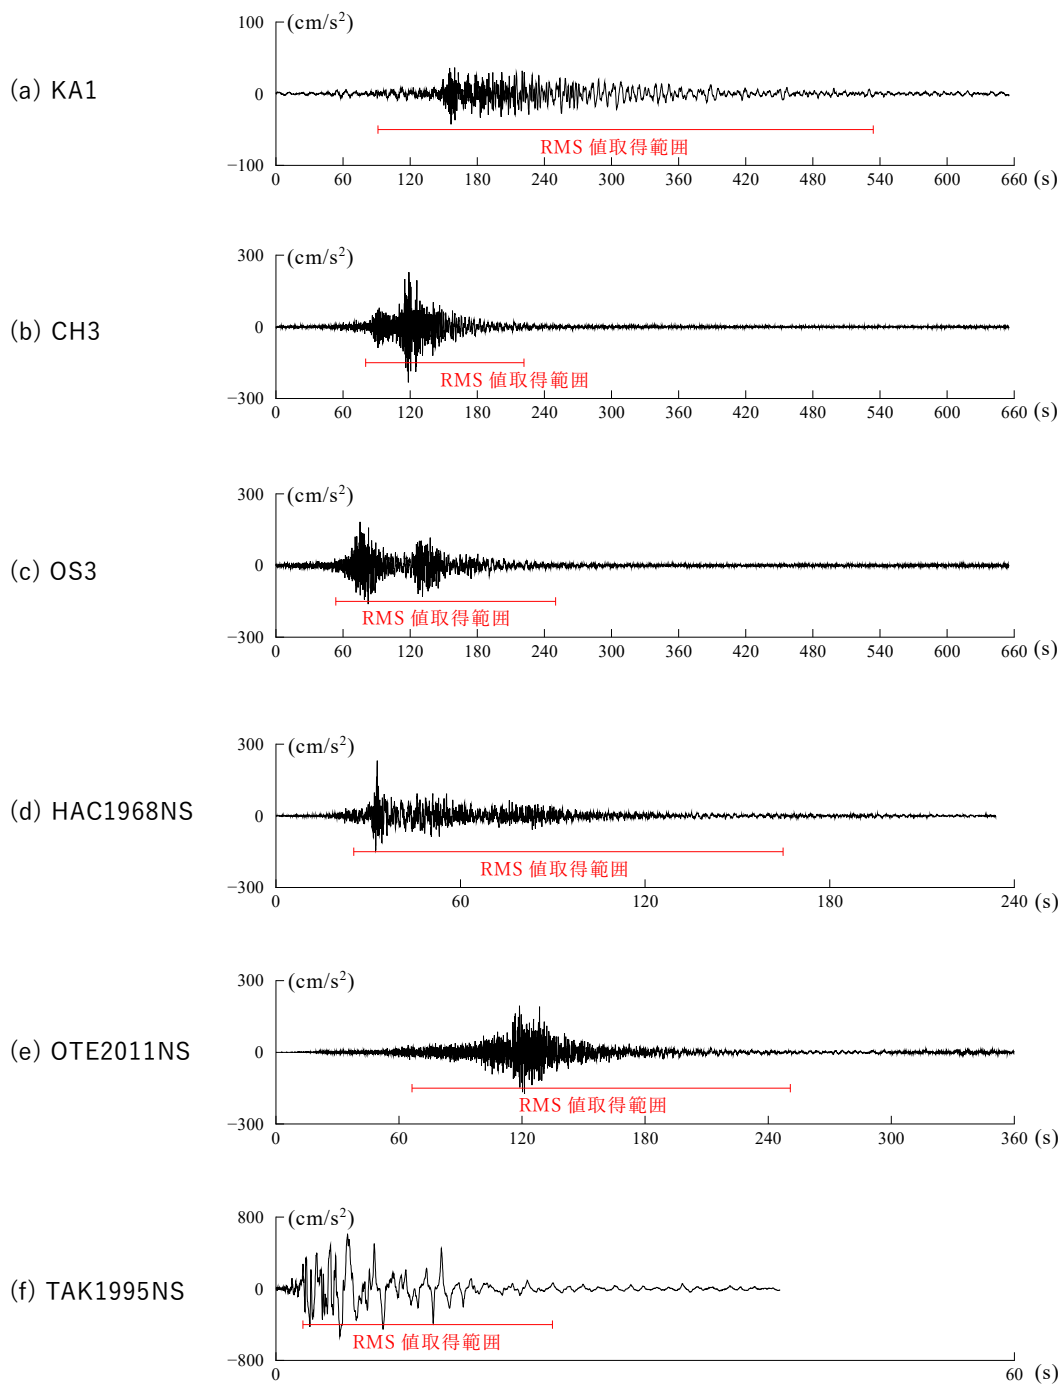 100 (cm/s²)
(a) KA1
0
RMS 値取得範囲
−100
0 60 120 180 240 300 360 420 480 540 600 660 (s)
300 (cm/s²)
(b) CH3
0
RMS 値取得範囲
−300
0 60 120 180 240 300 360 420 480 540 600 660 (s)
300 (cm/s²)
(c) OS3
0
RMS 値取得範囲
−300
0 60 120 180 240 300 360 420 480 540 600 660 (s)
300 (cm/s²)
(d) HAC1968NS
0
RMS 値取得範囲
−300
0 60 120 180 240 (s)
300 (cm/s²)
(e) OTE2011NS
0
RMS 値取得範囲
−300
0 60 120 180 240 300 360 (s)
800 (cm/s²)
(f) TAK1995NS
0
RMS 値取得範囲
−800
0 60 (s)